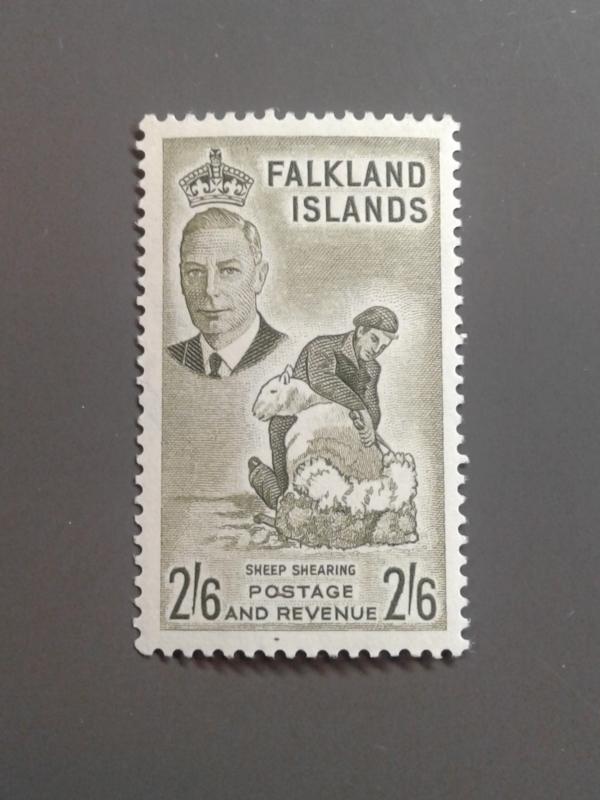 FALKLAND
ISLANDS
SHEEP SHEARING
POSTAGE
2/6 AND REVENUE 2/6